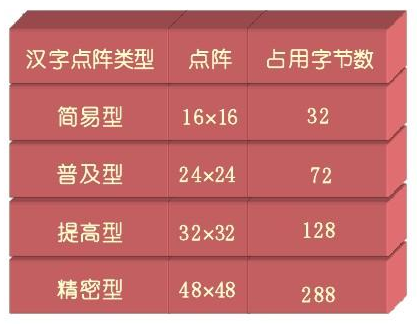 汉字点阵类型 点阵 占用字节数
简易型 16×16 32
普及型 24×24 72
提高型 32×32 128
精密型 48×48 288